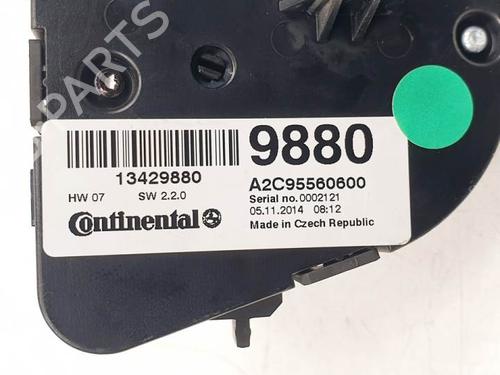 PARTS
13429880
HW 07 SW 2.2.0
Continental
9880
A2C95560600
Serial no. 0002121
05.11.2014 08:12
Made in Czech Republic